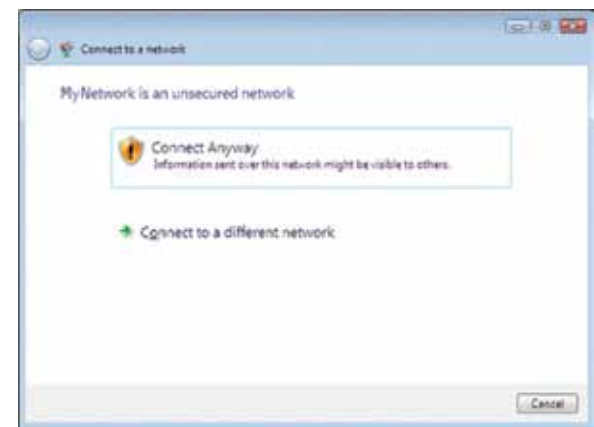 Connect to a network
MyNetwork is an unsecured network
Connect Anyway
Information sent over this network might be visible to others.
Connect to a different network
Cancel